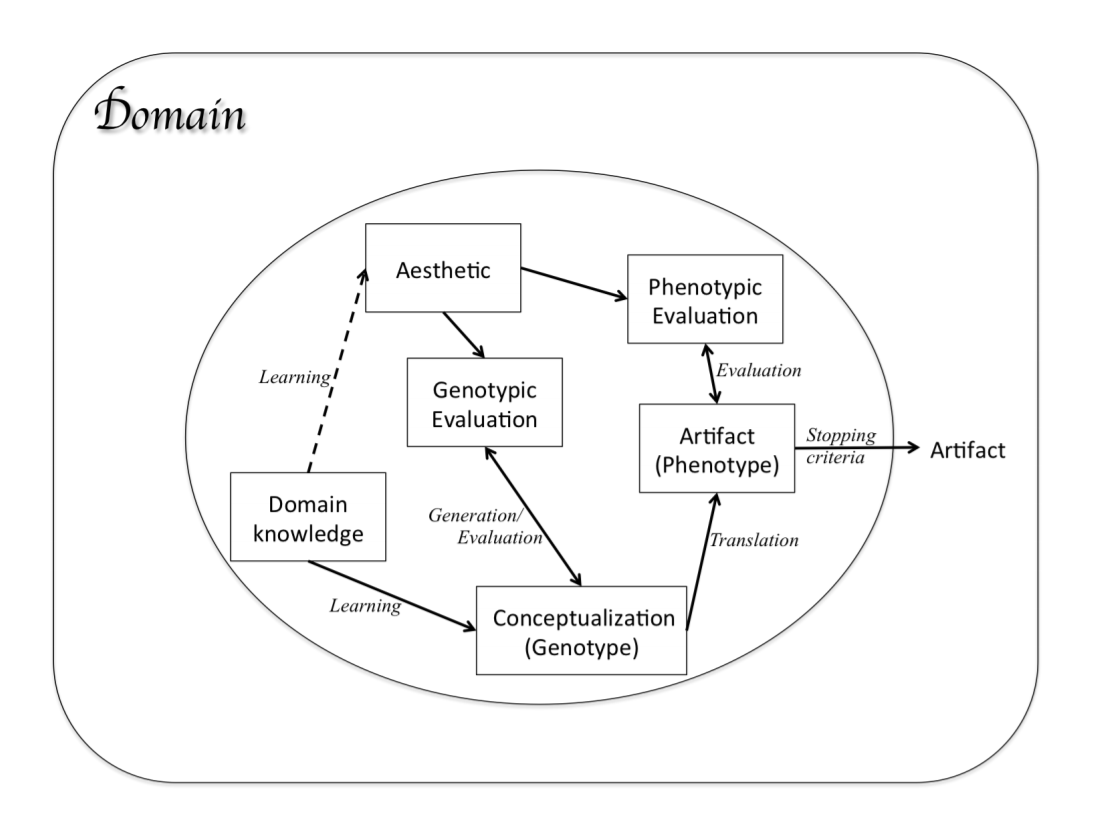 Domain
Aesthetic
Phenotypic
Evaluation
Learning
Evaluation
Genotypic
Evaluation
Artifact
(Phenotype)
Stopping
criteria
Artifact
Domain
knowledge
Generation/
Evaluation
Translation
Learning
Conceptualization
(Genotype)